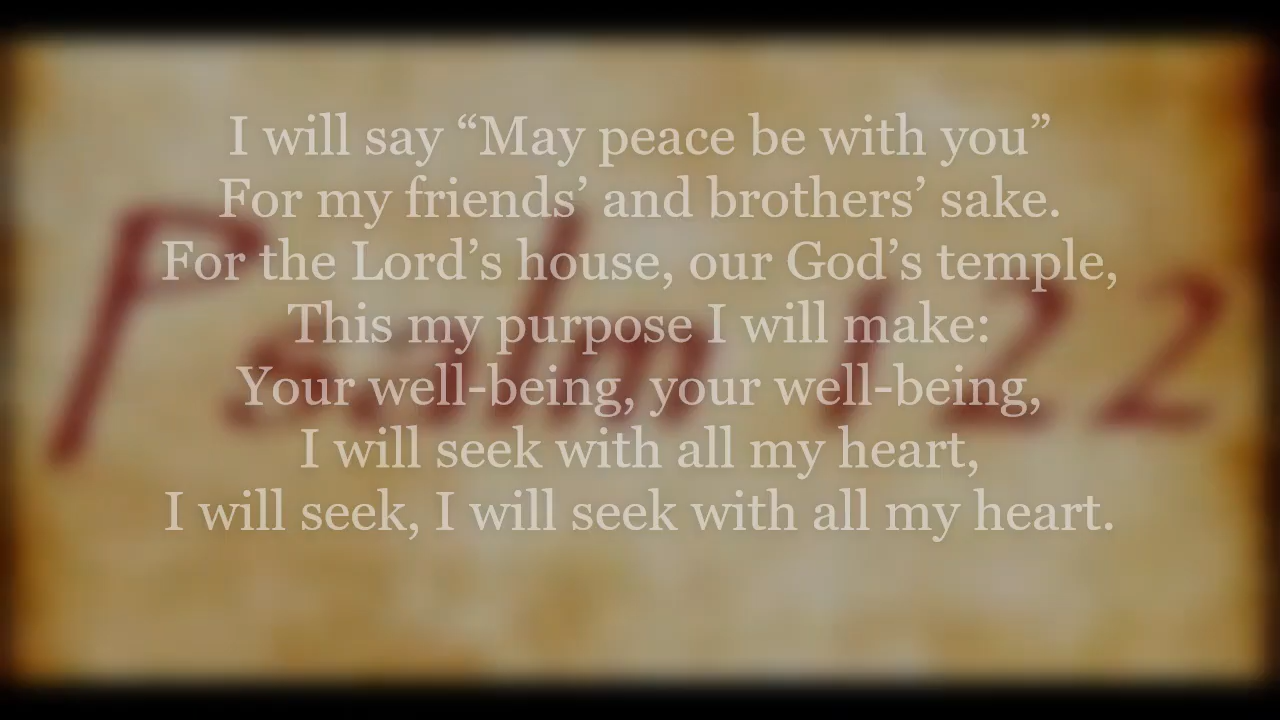 I will say “May peace be with you”
For my friends’ and brothers’ sake.
For the Lord’s house, our God’s temple,
This my purpose I will make:
Your well-being, your well-being,
I will seek with all my heart,
I will seek, I will seek with all my heart.
Psalm 122